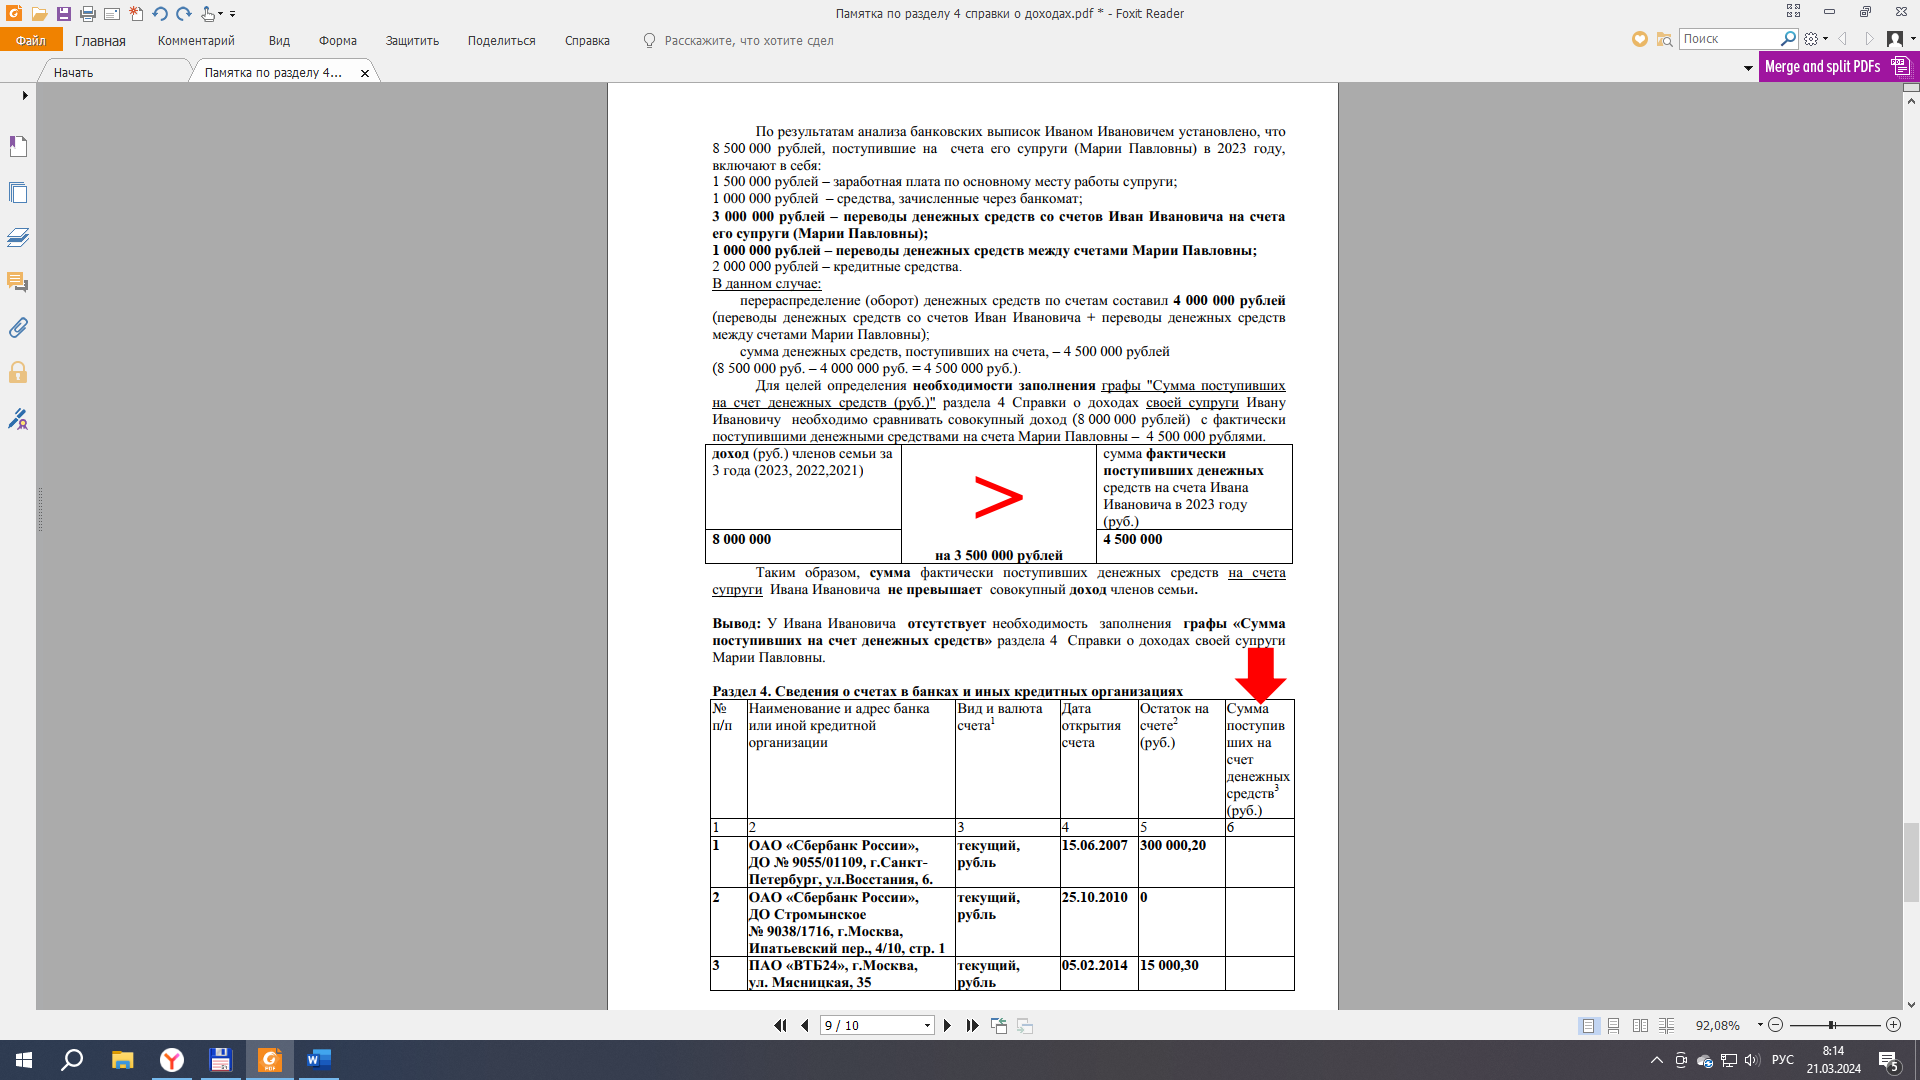 Памятка по разделу 4 справки о доходах.pdf * - Foxit Reader
Файл Главная Комментарий Вид Форма Защитить Поделиться Справка Расскажите, что хотите сдел Поиск
Начать Памятка по разделу 4... Merge and split PDFs
По результатам анализа банковских выписок Иваном Ивановичем установлено, что
8 500 000 рублей, поступившие на счета его супруги (Марии Павловны) в 2023 году,
включают в себя:
1 500 000 рублей – заработная плата по основному месту работы супруги;
1 000 000 рублей – средства, зачисленные через банкомат;
3 000 000 рублей – переводы денежных средств со счетов Иван Ивановича на счета
его супруги (Марии Павловны);
1 000 000 рублей – переводы денежных средств между счетами Марии Павловны;
2 000 000 рублей – кредитные средства.
В данном случае:
перераспределение (оборот) денежных средств по счетам составил 4 000 000 рублей
(переводы денежных средств со счетов Иван Ивановича + переводы денежных средств
между счетами Марии Павловны);
сумма денежных средств, поступивших на счета, – 4 500 000 рублей
(8 500 000 руб. – 4 000 000 руб. = 4 500 000 руб.).
Для целей определения необходимости заполнения графы "Сумма поступивших
на счет денежных средств (руб.)" раздела 4 Справки о доходах своей супруги Ивану
Ивановичу необходимо сравнивать совокупный доход (8 000 000 рублей) с фактически
поступившими денежными средствами на счета Марии Павловны – 4 500 000 рублями.
доход (руб.) членов семьи за
3 года (2023, 2022,2021)
>
на 3 500 000 рублей
сумма фактически
поступивших денежных
средств на счета Ивана
Ивановича в 2023 году
(руб.)
8 000 000
4 500 000
Таким образом, сумма фактически поступивших денежных средств на счета
супруги Ивана Ивановича не превышает совокупный доход членов семьи.
Вывод: У Ивана Ивановича отсутствует необходимость заполнения графы «Сумма
поступивших на счет денежных средств» раздела 4 Справки о доходах своей супруги
Марии Павловны.
Раздел 4. Сведения о счетах в банках и иных кредитных организациях
№
п/п
Наименование и адрес банка
или иной кредитной
организации
Вид и валюта
счета1
Дата
открытия
счета
Остаток на
счете2
(руб.)
Сумма
поступив
ших на
счет
денежных
средств3
(руб.)
1 2 3 4 5 6
1
ОАО «Сбербанк России»,
ДО № 9055/01109, г.Санкт-
Петербург, ул.Восстания, 6.
текущий,
рубль
15.06.2007
300 000,20
2
ОАО «Сбербанк России»,
ДО Стромынское
№ 9038/1716, г.Москва,
Ипатьевский пер., 4/10, стр. 1
текущий,
рубль
25.10.2010
0
3
ПАО «ВТБ24», г.Москва,
ул. Мясницкая, 35
текущий,
рубль
05.02.2014
15 000,30
9 / 10
92,08%
РУС
8:14
21.03.2024
5